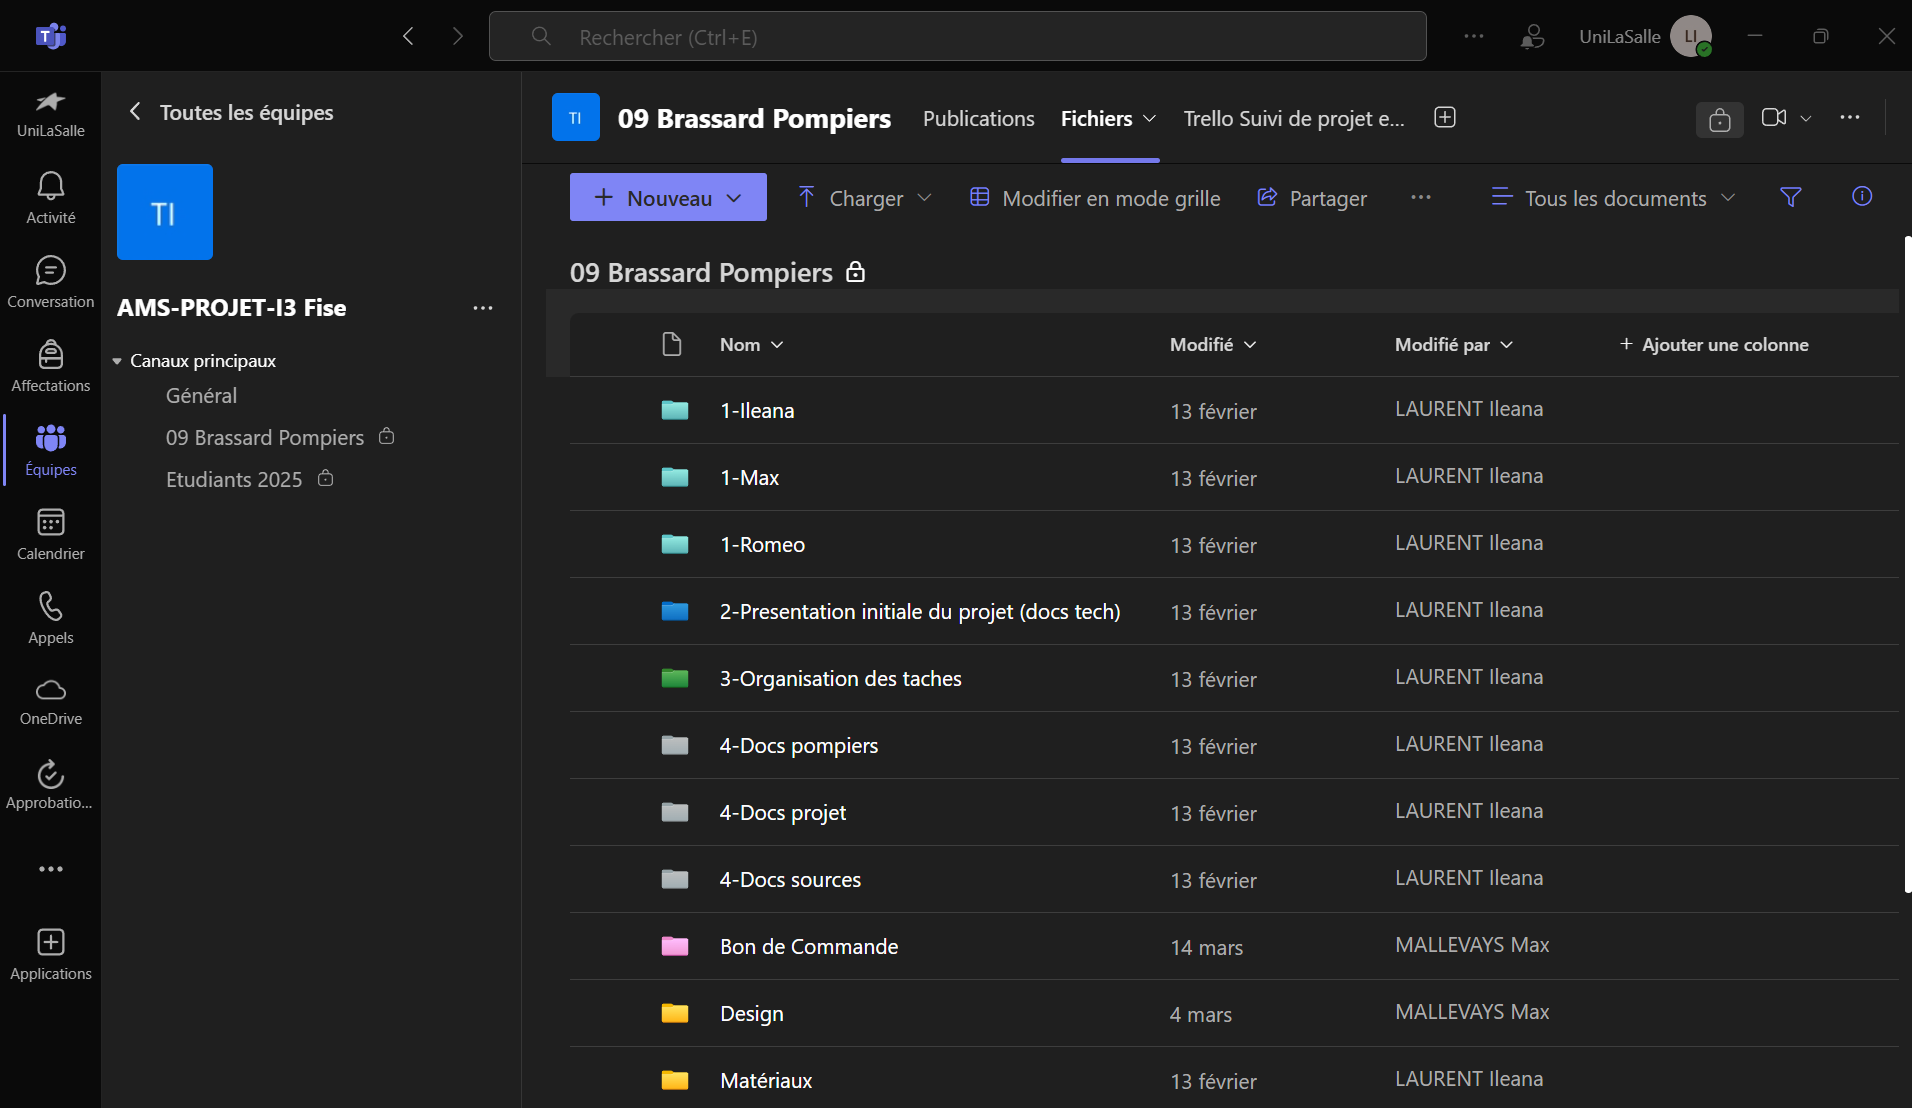 Rechercher (Ctrl+E)
UniLaSalle
LI
UniLaSalle
Activité
Conversation
Affectations
Équipes
Calendrier
Appels
OneDrive
Approbatio...
Applications
Toutes les équipes
TI
AMS-PROJET-I3 Fise
Canaux principaux
Général
09 Brassard Pompiers
Etudiants 2025
TI
09 Brassard Pompiers
Publications
Fichiers
Trello Suivi de projet e...
Nouveau
Charger
Modifier en mode grille
Partager
Tous les documents
09 Brassard Pompiers
Nom Modifié Modifié par + Ajouter une colonne
1-Ileana 13 février LAURENT Ileana
1-Max 13 février LAURENT Ileana
1-Romeo 13 février LAURENT Ileana
2-Presentation initiale du projet (docs tech) 13 février LAURENT Ileana
3-Organisation des taches 13 février LAURENT Ileana
4-Docs pompiers 13 février LAURENT Ileana
4-Docs projet 13 février LAURENT Ileana
4-Docs sources 13 février LAURENT Ileana
Bon de Commande 14 mars MALLEVAYS Max
Design 4 mars MALLEVAYS Max
Matériaux 13 février LAURENT Ileana